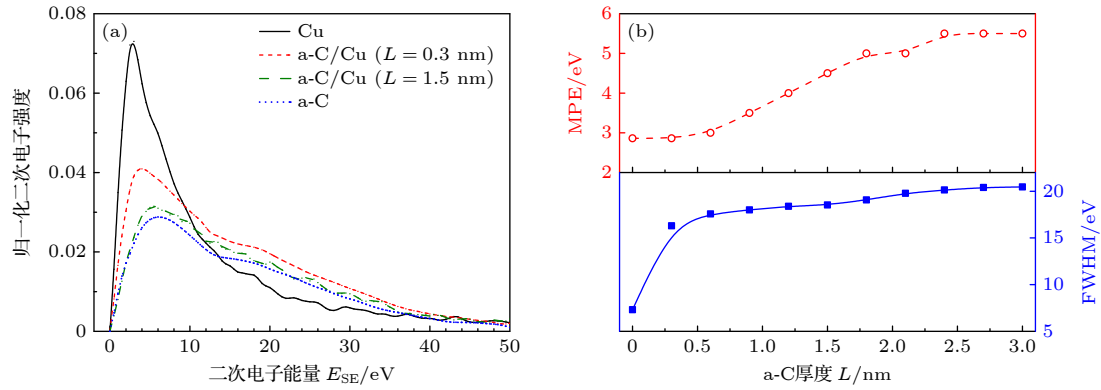 (a)
Cu
a-C/Cu (L = 0.3 nm)
a-C/Cu (L = 1.5 nm)
a-C
0.08
0.06
0.04
0.02
0
归一化二次电子强度
0 10 20 30 40 50
二次电子能量 E_SE/eV
(b)
6
5
4
3
2
MPE/eV
20
15
10
5
FWHM/eV
0 0.5 1.0 1.5 2.0 2.5 3.0
a-C厚度 L/nm